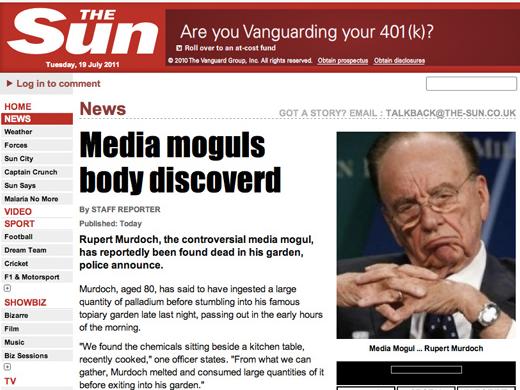 THE
Sun
Tuesday, 19 July 2011
Are you Vanguarding your 401(k)?
Roll over to an at-cost fund
© 2010 The Vanguard Group, Inc. All rights reserved. Obtain prospectus Obtain disclosures
Log in to comment
HOME
NEWS
Weather
Forces
Sun City
Captain Crunch
Sun Says
Malaria No More
VIDEO
SPORT
Football
Dream Team
Cricket
F1 & Motorsport
SHOWBIZ
Bizarre
Film
Music
Biz Sessions
TV
News
GOT A STORY? EMAIL : TALKBACK@THE-SUN.CO.UK
Media moguls
body discoverd
By STAFF REPORTER
Published: Today
Rupert Murdoch, the controversial media mogul,
has reportedly been found dead in his garden,
police announce.
Murdoch, aged 80, has said to have ingested a large
quantity of palladium before stumbling into his famous
topiary garden late last night, passing out in the early hours
of the morning.
"We found the chemicals sitting beside a kitchen table,
recently cooked," one officer states. "From what we can
gather, Murdoch melted and consumed large quantities of it
before exiting into his garden."
Media Mogul ... Rupert Murdoch